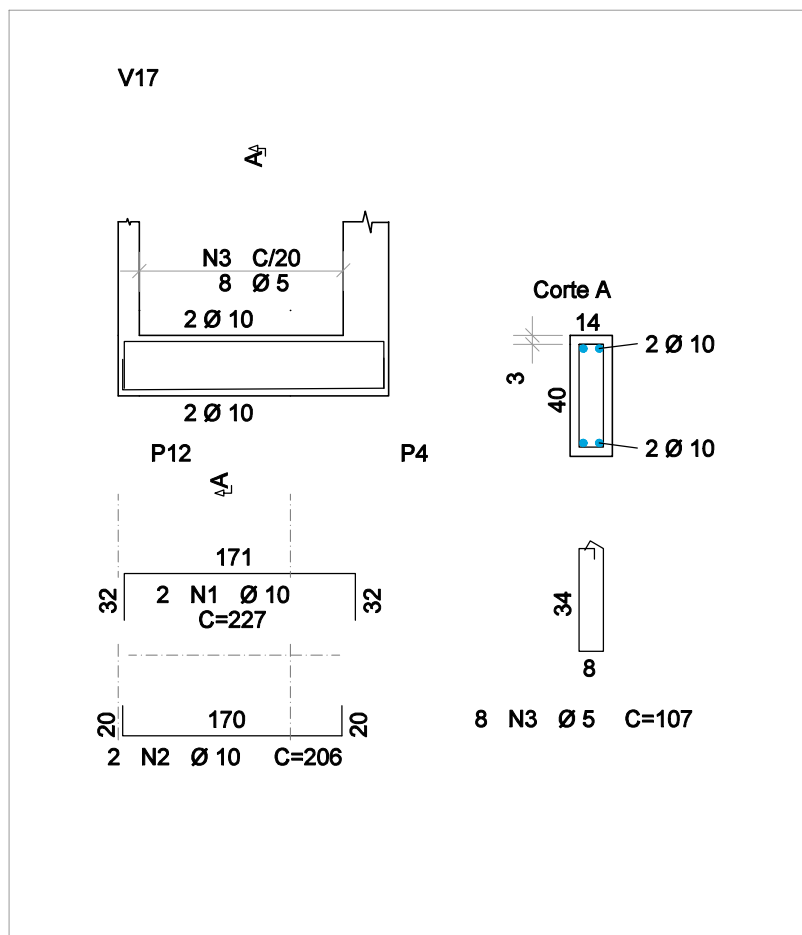 V17
A
N3 C/20
8 Ø 5
2 Ø 10
2 Ø 10
P12 P4
A
Corte A
14
2 Ø 10
3
40
2 Ø 10
171
32 2 N1 Ø 10 32
C=227
20 170 20
2 N2 Ø 10 C=206
34
8
8 N3 Ø 5 C=107